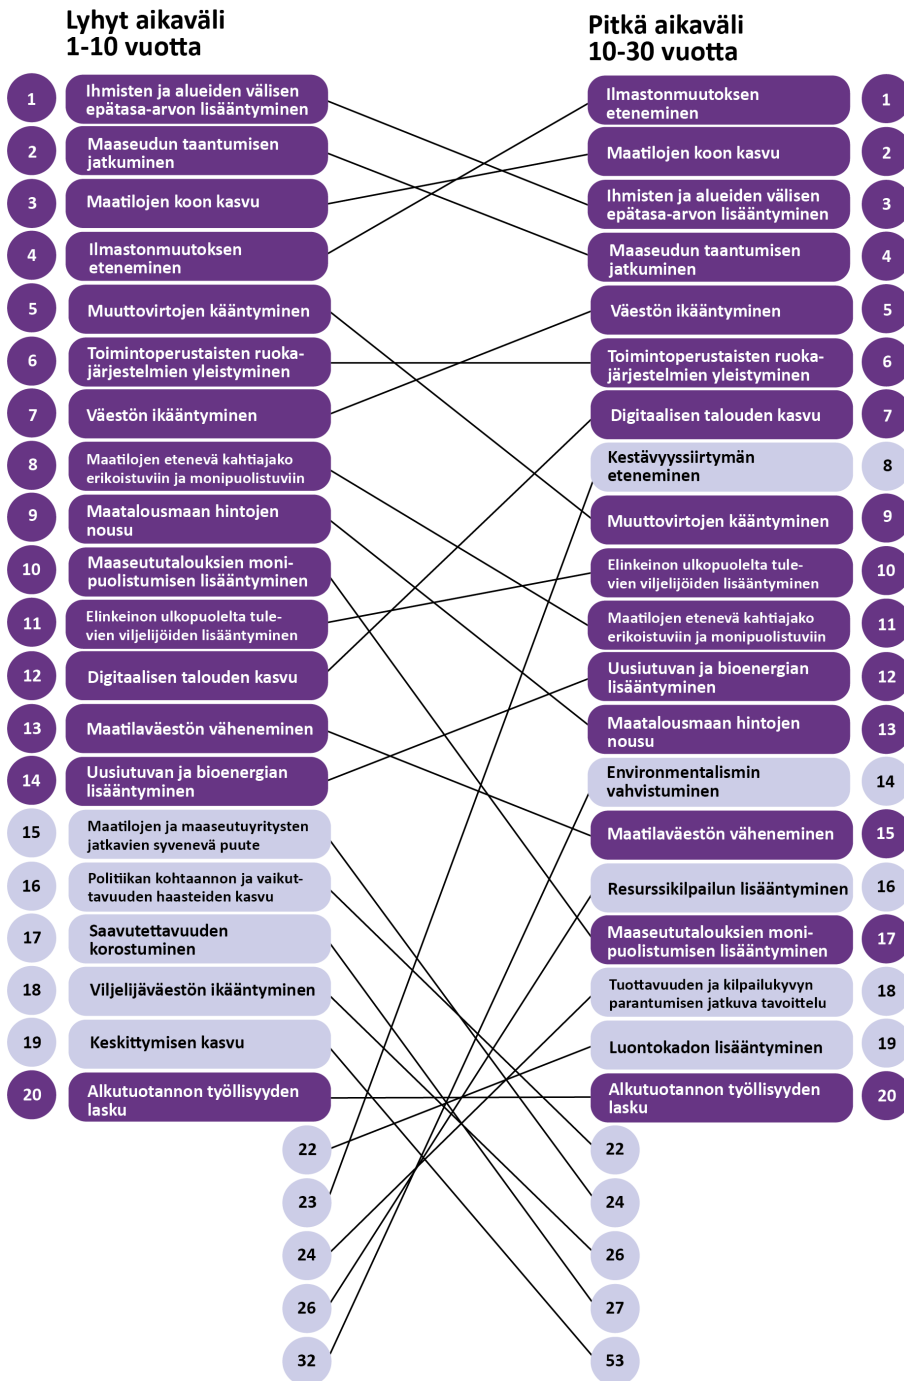 Lyhyt aikaväli
1-10 vuotta
1
Ihmisten ja alueiden välisen
epätasa-arvon lisääntyminen
2
Maaseudun taantumisen
jatkuminen
3
Maatilojen koon kasvu
4
Ilmastonmuutoksen
eteneminen
5
Muuttovirtojen kääntyminen
6
Toimintoperustaisten ruoka-
järjestelmien yleistyminen
7
Väestön ikääntyminen
8
Maatilojen etenevä kahtiajako
erikoistuviin ja monipuolistuviin
9
Maatalousmaan hintojen
nousu
10
Maaseututalouksien moni-
puolistumisen lisääntyminen
11
Elinkeinon ulkopuolelta tule-
vien viljelijöiden lisääntyminen
12
Digitaalisen talouden kasvu
13
Maatilaväestön väheneminen
14
Uusiutuvan ja bioenergian
lisääntyminen
15
Maatilojen ja maaseutuyritysten
jatkavien syvenevä puute
16
Politiikan kohtaannon ja vaikut-
tavuuden haasteiden kasvu
17
Saavutettavuuden
korostuminen
18
Viljelijäväestön ikääntyminen
19
Keskittymisen kasvu
20
Alkutuotannon työllisyyden
lasku
22
23
24
26
32
Pitkä aikaväli
10-30 vuotta
Ilmastonmuutoksen
eteneminen
1
Maatilojen koon kasvu
2
Ihmisten ja alueiden välisen
epätasa-arvon lisääntyminen
3
Maaseudun taantumisen
jatkuminen
4
Väestön ikääntyminen
5
Toimintoperustaisten ruoka-
järjestelmien yleistyminen
6
Digitaalisen talouden kasvu
7
Kestävyyssiirtymän
eteneminen
8
Muuttovirtojen kääntyminen
9
Elinkeinon ulkopuolelta tule-
vien viljelijöiden lisääntyminen
10
Maatilojen etenevä kahtiajako
erikoistuviin ja monipuolistuviin
11
Uusiutuvan ja bioenergian
lisääntyminen
12
Maatalousmaan hintojen
nousu
13
Environmentalismin
vahvistuminen
14
Maatilaväestön väheneminen
15
Resurssikilpailun lisääntyminen
16
Maaseututalouksien moni-
puolistumisen lisääntyminen
17
Tuottavuuden ja kilpailukyvyn
parantumisen jatkuva tavoittelu
18
Luontokadon lisääntyminen
19
Alkutuotannon työllisyyden
lasku
20
22
24
26
27
53